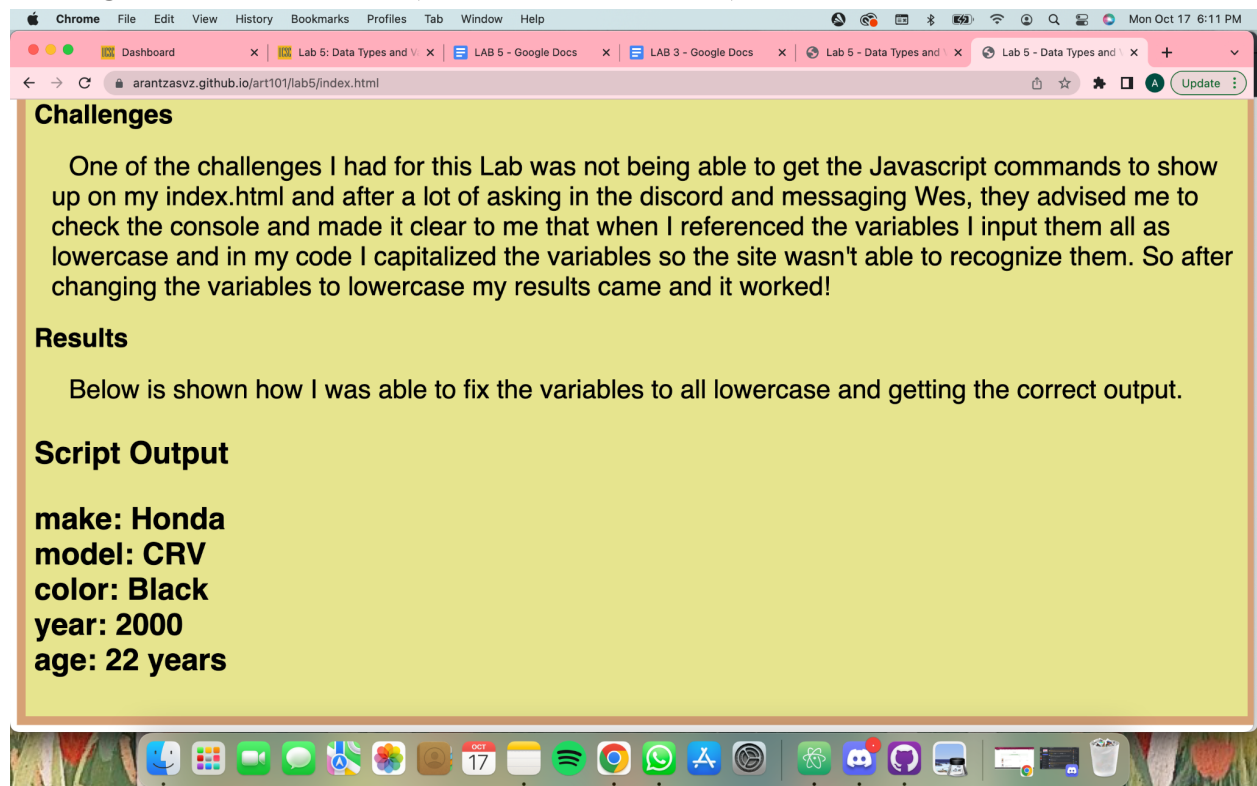 Chrome File Edit View History Bookmarks Profiles Tab Window Help Mon Oct 17 6:11 PM
Dashboard Lab 5: Data Types and V LAB 5 - Google Docs LAB 3 - Google Docs Lab 5 - Data Types and Lab 5 - Data Types and
arantzasvz.github.io/art101/lab5/index.html A Update
Challenges
One of the challenges I had for this Lab was not being able to get the Javascript commands to show
up on my index.html and after a lot of asking in the discord and messaging Wes, they advised me to
check the console and made it clear to me that when I referenced the variables I input them all as
lowercase and in my code I capitalized the variables so the site wasn't able to recognize them. So after
changing the variables to lowercase my results came and it worked!
Results
Below is shown how I was able to fix the variables to all lowercase and getting the correct output.
Script Output
make: Honda
model: CRV
color: Black
year: 2000
age: 22 years
OCT
17